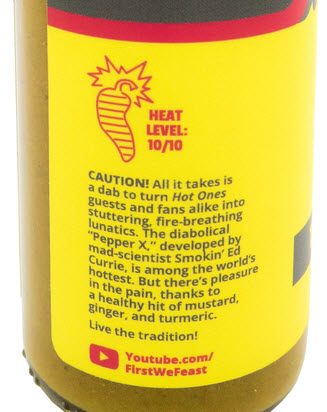 HEAT
LEVEL:
10/10
CAUTION! All it takes is
a dab to turn Hot Ones
guests and fans alike into
stuttering, fire-breathing
lunatics. The diabolical
"Pepper X," developed by
mad-scientist Smokin' Ed
Currie, is among the world's
hottest. But there's pleasure
in the pain, thanks to
a healthy hit of mustard,
ginger, and turmeric.
Live the tradition!
Youtube.com/
FirstWeFeast